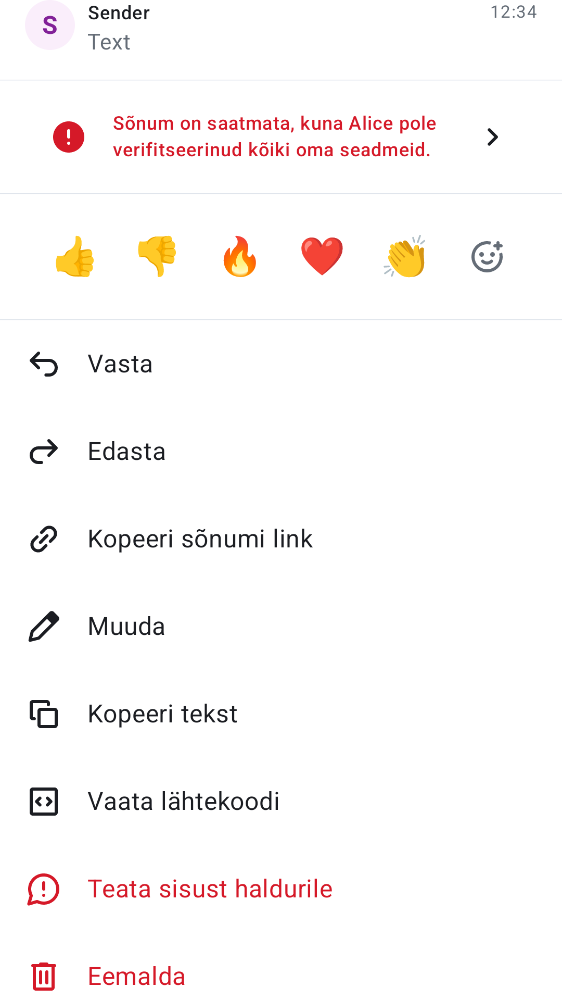 S
Sender
12:34
Text
Sõnum on saatmata, kuna Alice pole
verifitseerinud kõiki oma seadmeid.
Vasta
Edasta
Kopeeri sõnumi link
Muuda
Kopeeri tekst
Vaata lähtekoodi
Teata sisust haldurile
Eemalda